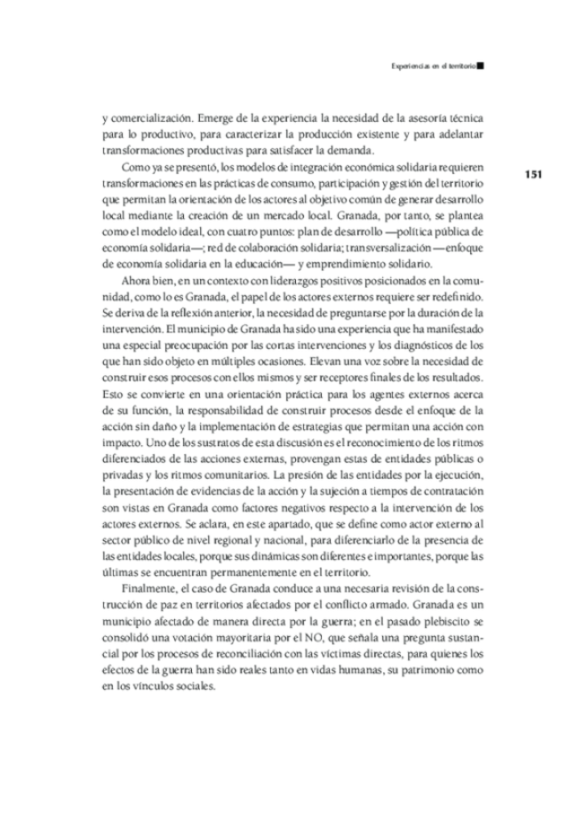 Experiencias en el territorio■
151
y comercialización. Emerge de la experiencia la necesidad de la asesoría técnica
para lo productivo, para caracterizar la producción existente y para adelantar
transformaciones productivas para satisfacer la demanda.
Como ya se presentó, los modelos de integración económica solidaria requieren
transformaciones en las prácticas de consumo, participación y gestión del territorio
que permitan la orientación de los actores al objetivo común de generar desarrollo
local mediante la creación de un mercado local. Granada, por tanto, se plantea
como el modelo ideal, con cuatro puntos: plan de desarrollo —política pública de
economía solidaria—; red de colaboración solidaria; transversalización —enfoque
de economía solidaria en la educación— y emprendimiento solidario.
Ahora bien, en un contexto con liderazgos positivos posicionados en la comu-
nidad, como lo es Granada, el papel de los actores externos requiere ser redefinido.
Se deriva de la reflexión anterior, la necesidad de preguntarse por la duración de la
intervención. El municipio de Granada ha sido una experiencia que ha manifestado
una especial preocupación por las cortas intervenciones y los diagnósticos de los
que han sido objeto en múltiples ocasiones. Elevan una voz sobre la necesidad de
construir esos procesos con ellos mismos y ser receptores finales de los resultados.
Esto se convierte en una orientación práctica para los agentes externos acerca
de su función, la responsabilidad de construir procesos desde el enfoque de la
acción sin daño y la implementación de estrategias que permitan una acción con
impacto. Uno de los sustratos de esta discusión es el reconocimiento de los ritmos
diferenciados de las acciones externas, provengan estas de entidades públicas o
privadas y los ritmos comunitarios. La presión de las entidades por la ejecución,
la presentación de evidencias de la acción y la sujeción a tiempos de contratación
son vistas en Granada como factores negativos respecto a la intervención de los
actores externos. Se aclara, en este apartado, que se define como actor externo al
sector público de nivel regional y nacional, para diferenciarlo de la presencia de
las entidades locales, porque sus dinámicas son diferentes e importantes, porque las
últimas se encuentran permanentemente en el territorio.
Finalmente, el caso de Granada conduce a una necesaria revisión de la cons-
trucción de paz en territorios afectados por el conflicto armado. Granada es un
municipio afectado de manera directa por la guerra; en el pasado plebiscito se
consolidó una votación mayoritaria por el NO, que señala una pregunta sustan-
cial por los procesos de reconciliación con las víctimas directas, para quienes los
efectos de la guerra han sido reales tanto en vidas humanas, su patrimonio como
en los vínculos sociales.